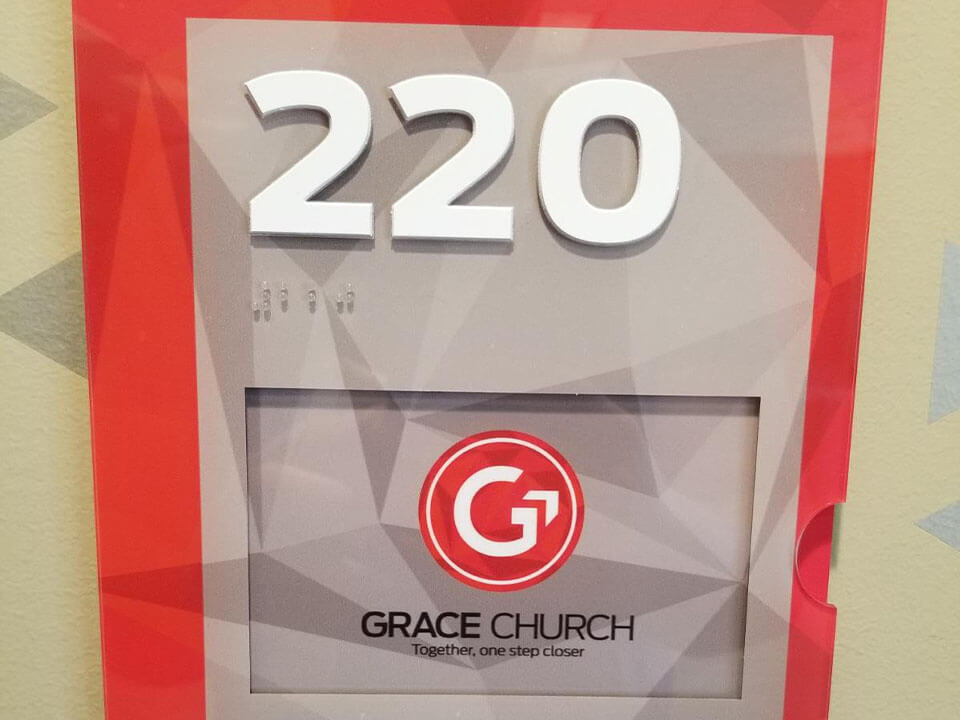 220
⠼⠃⠃⠚
G
GRACE CHURCH
Together, one step closer